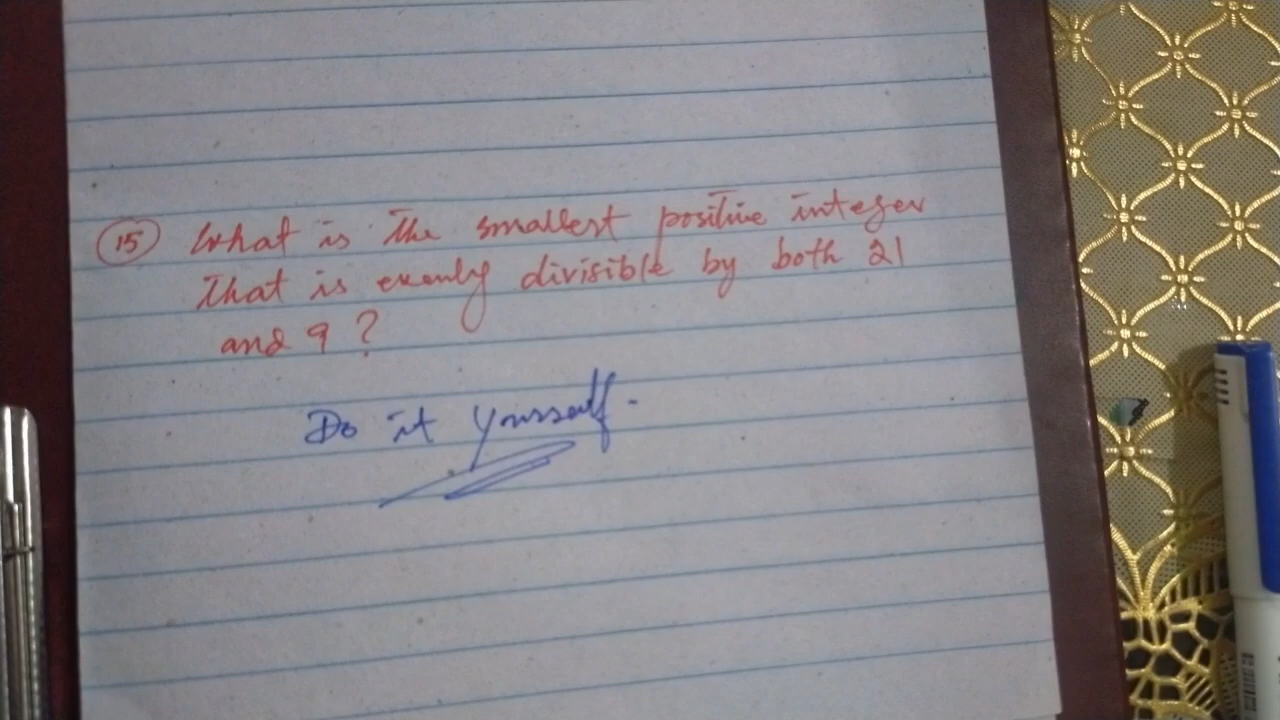 15 What is the smallest positive integer
that is evenly divisible by both 21
and 9 ?
Do it yourself.